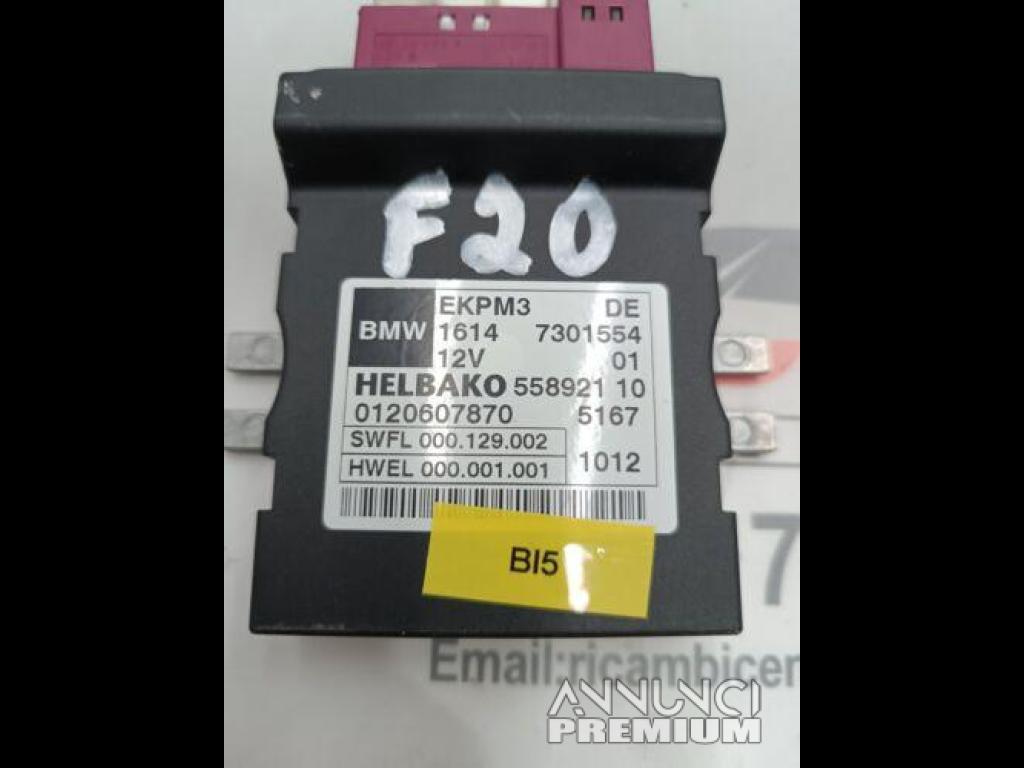 F20
EKPM3 DE
BMW 1614 7301554
12V 01
HELBAKO 558921 10
0120607870 5167
SWFL 000.129.002
HWEL 000.001.001 1012
BI5
7
Email:ricambicer
ANNUNCI
PREMIUM